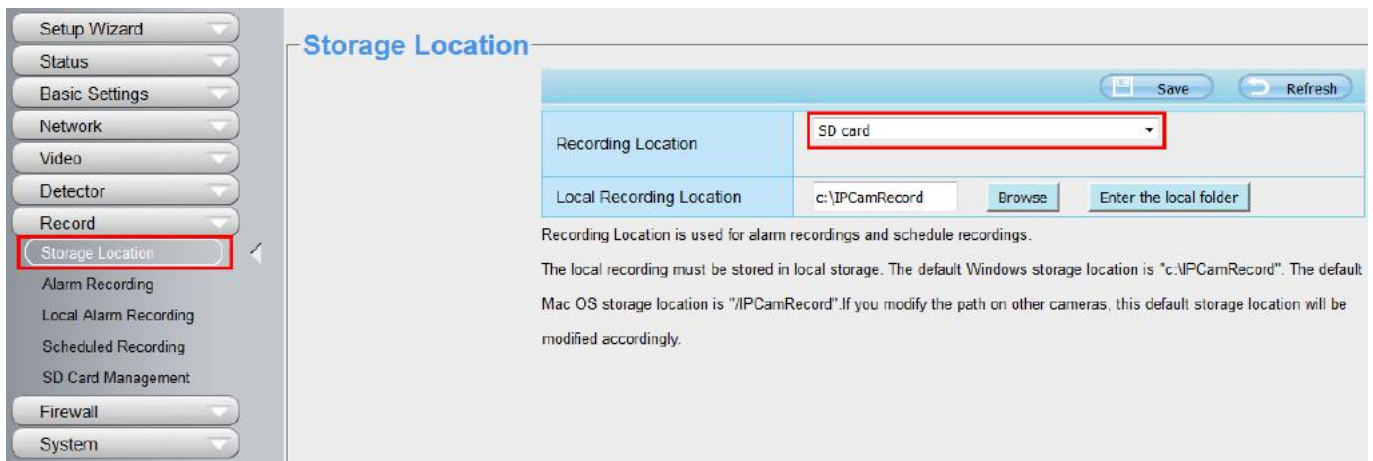 Setup Wizard
Status
Basic Settings
Network
Video
Detector
Record
Storage Location
Alarm Recording
Local Alarm Recording
Scheduled Recording
SD Card Management
Firewall
System
Storage Location
Save Refresh
Recording Location SD card
Local Recording Location c:\IPCamRecord Browse Enter the local folder
Recording Location is used for alarm recordings and schedule recordings.
The local recording must be stored in local storage. The default Windows storage location is "c:\IPCamRecord". The default
Mac OS storage location is "/IPCamRecord".If you modify the path on other cameras, this default storage location will be
modified accordingly.